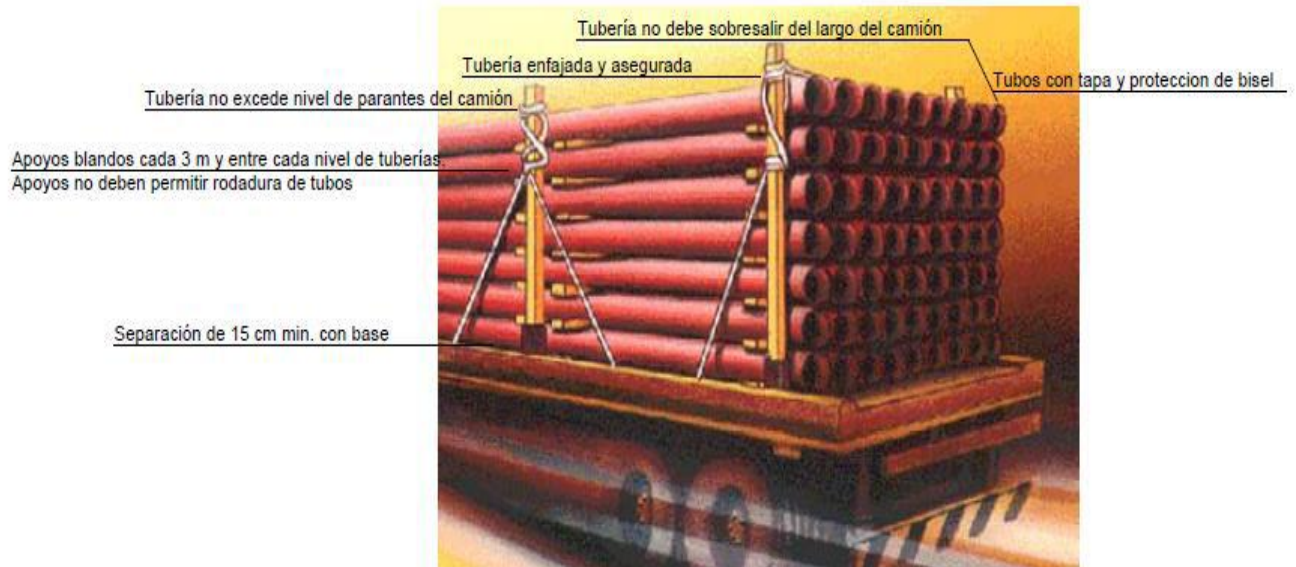 Tubería no debe sobresalir del largo del camión
Tubería enfajada y asegurada
Tubos con tapa y proteccion de bisel
Tubería no excede nivel de parantes del camión
Apoyos blandos cada 3 m y entre cada nivel de tuberías.
Apoyos no deben permitir rodadura de tubos
Separación de 15 cm min. con base